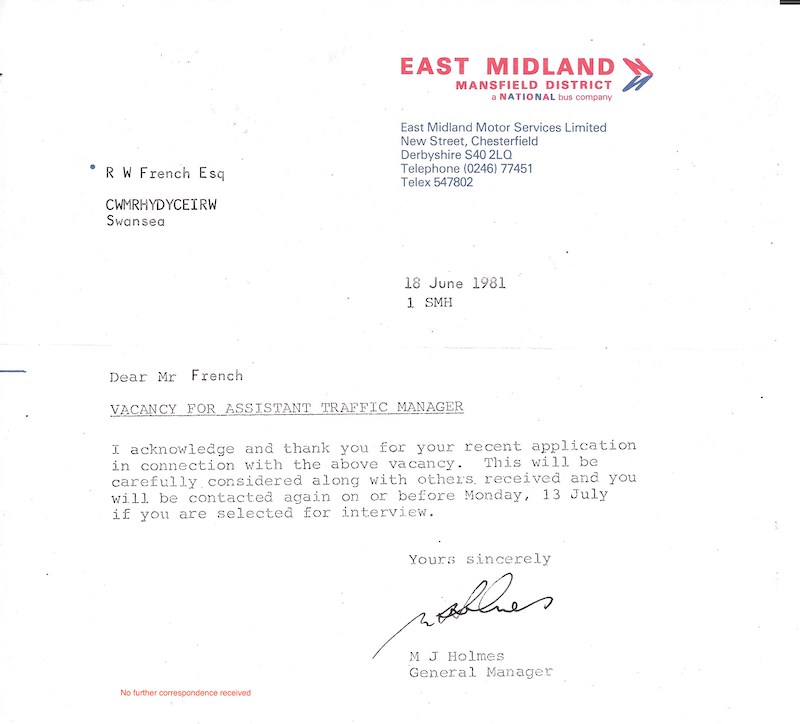 EAST MIDLAND
MANSFIELD DISTRICT
a NATIONAL bus company
East Midland Motor Services Limited
New Street, Chesterfield
Derbyshire S40 2LQ
Telephone (0246) 77451
Telex 547802
R W French Esq
CWMRHYDYCEIRW
Swansea
18 June 1981
1 SMH
Dear Mr French
VACANCY FOR ASSISTANT TRAFFIC MANAGER
I acknowledge and thank you for your recent application
in connection with the above vacancy. This will be
carefully considered along with others received and you
will be contacted again on or before Monday, 13 July
if you are selected for interview.
Yours sincerely
M J Holmes
General Manager
No further correspondence received